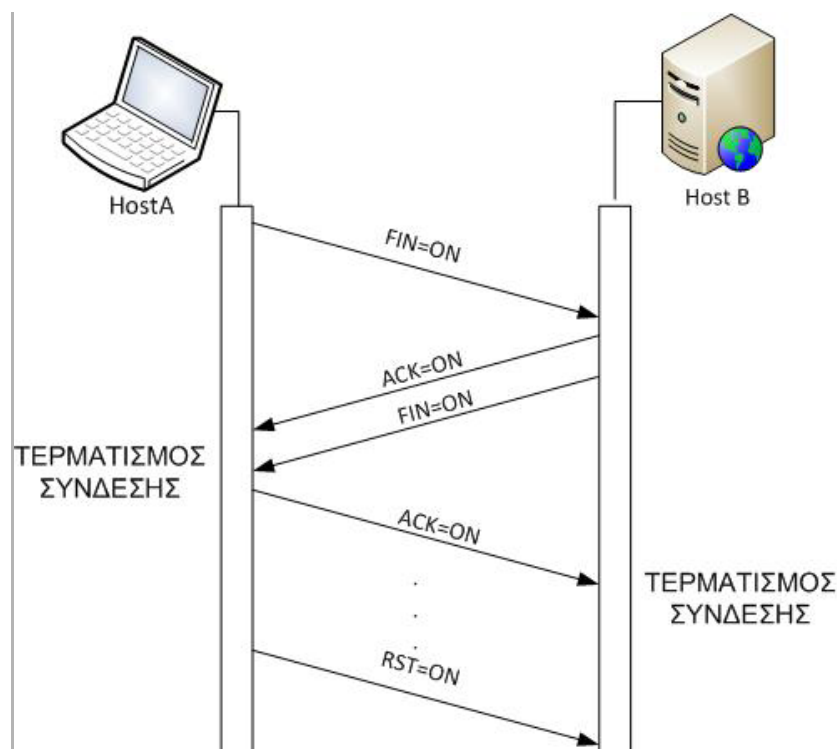 HostA
Host B
FIN=ON
ACK=ON
FIN=ON
ΤΕΡΜΑΤΙΣΜΟΣ
ΣΥΝΔΕΣΗΣ
ACK=ON
ΤΕΡΜΑΤΙΣΜΟΣ
ΣΥΝΔΕΣΗΣ
RST=ON